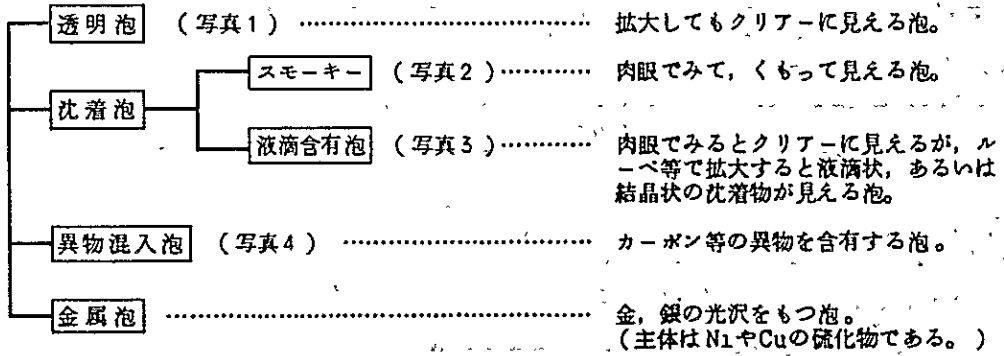 透明泡 (写真1) ………………………… 拡大してもクリアーに見える泡。
スモーキー (写真2) ………… 肉眼でみて,くもって見える泡。
沈着泡
液滴含有泡 (写真3) ………… 肉眼でみるとクリアーに見えるが,ル
ーペ等で拡大すると液滴状,あるいは
結晶状の沈着物が見える泡。
異物混入泡 (写真4) ……………………… カーボン等の異物を含有する泡。
金属泡 ……………………………………… 金,銀の光沢をもつ泡。
(主体はNiやCuの硫化物である。)